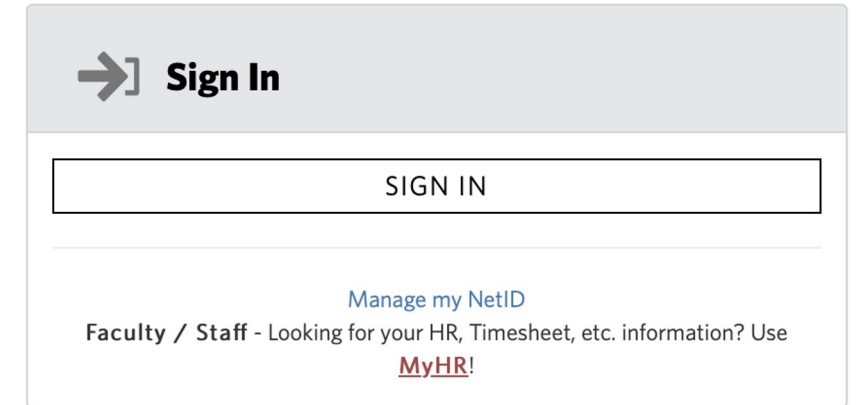 Sign In
SIGN IN
Manage my NetID
Faculty / Staff - Looking for your HR, Timesheet, etc. information? Use
MyHR!